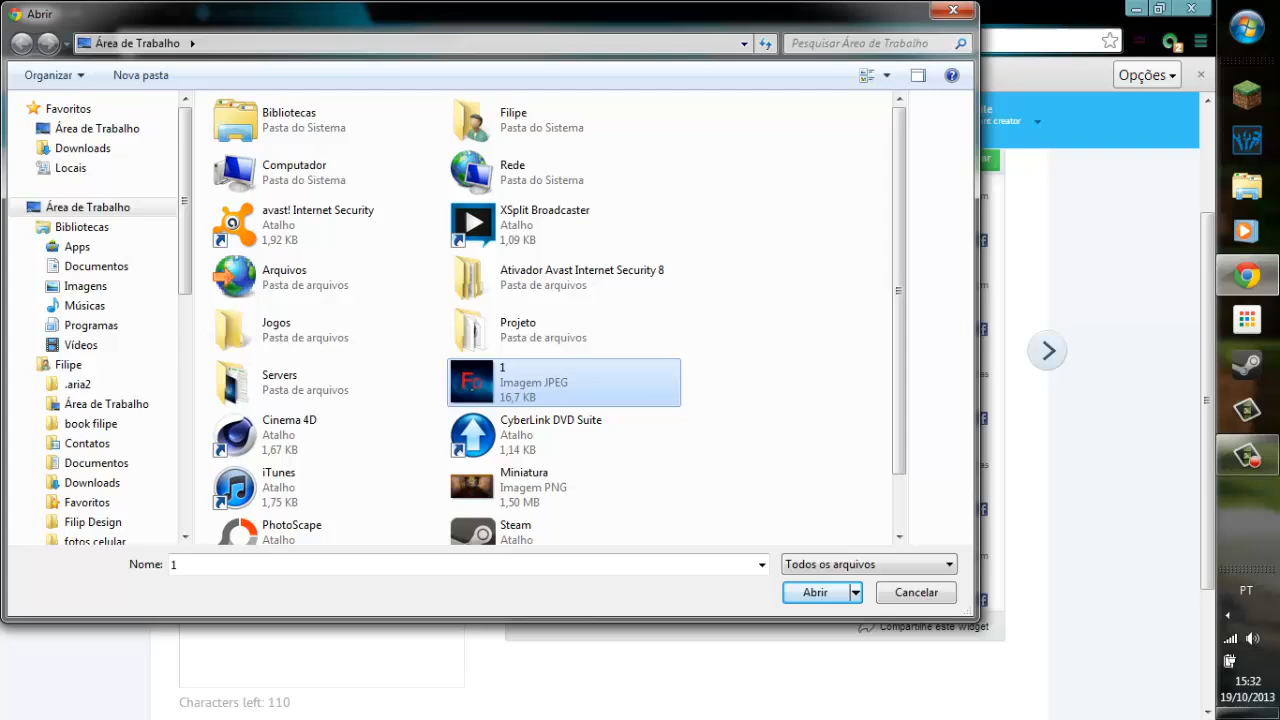 Abrir
Área de Trabalho
Pesquisar Área de Trabalho
Organizar
Nova pasta
Opções
Favoritos
Área de Trabalho
Downloads
Locais
Área de Trabalho
Bibliotecas
Apps
Documentos
Imagens
Músicas
Programas
Vídeos
Filipe
.aria2
Área de Trabalho
book filipe
Contatos
Documentos
Downloads
Favoritos
Filip Design
fotos celular
Bibliotecas
Pasta do Sistema
Filipe
Pasta do Sistema
Computador
Pasta do Sistema
Rede
Pasta do Sistema
avast! Internet Security
Atalho
1,92 KB
XSplit Broadcaster
Atalho
1,09 KB
Arquivos
Pasta de arquivos
Ativador Avast Internet Security 8
Pasta de arquivos
Jogos
Pasta de arquivos
Projeto
Pasta de arquivos
Servers
Pasta de arquivos
1
Imagem JPEG
16,7 KB
Cinema 4D
Atalho
1,67 KB
CyberLink DVD Suite
Atalho
1,14 KB
iTunes
Atalho
1,75 KB
Miniatura
Imagem PNG
1,50 MB
PhotoScape
Atalho
Steam
Atalho
Nome: 1
Todos os arquivos
Abrir
Cancelar
Compartilhe este widget
Characters left: 110
PT
15:32
19/10/2013